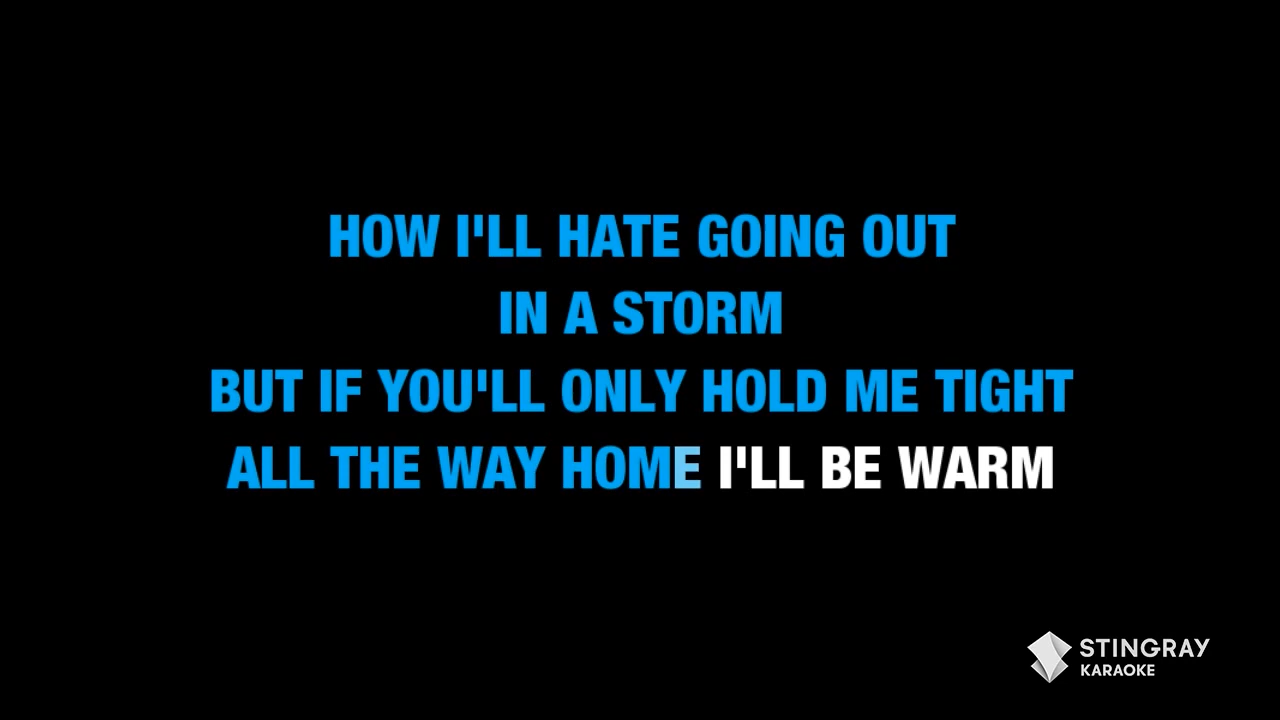 HOW I'LL HATE GOING OUT
IN A STORM
BUT IF YOU'LL ONLY HOLD ME TIGHT
ALL THE WAY HOME I'LL BE WARM
STINGRAY
KARAOKE